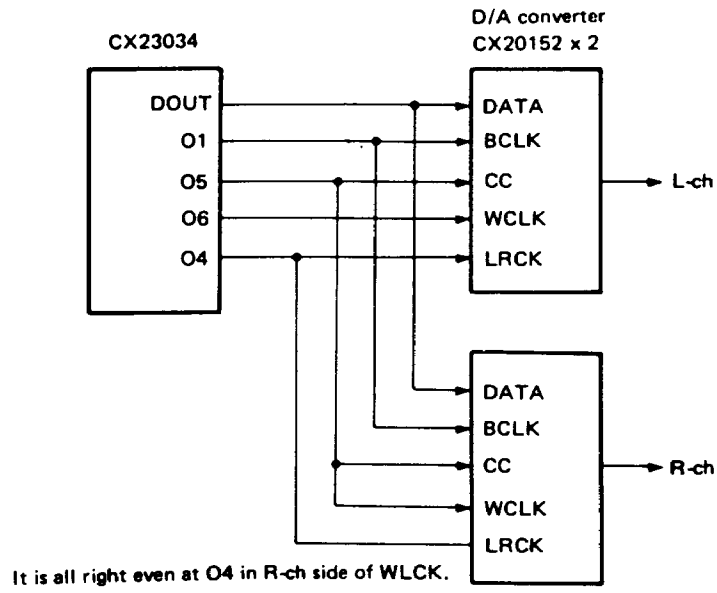 D/A converter
CX23034
CX20152 x 2
DOUT
O1
O5
O6
O4
DATA
BCLK
CC
WCLK
LRCK
L-ch
DATA
BCLK
CC
WCLK
LRCK
R-ch
It is all right even at O4 in R-ch side of WLCK.